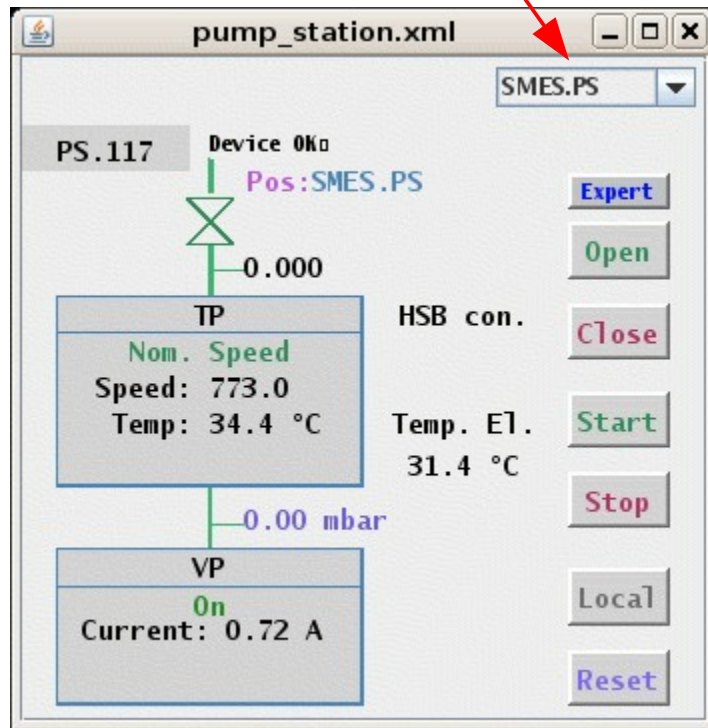 pump_station.xml
SMES.PS
PS.117
Device OK
Pos:SMES.PS
Expert
Open
0.000
TP
HSB con.
Close
Nom. Speed
Speed: 773.0
Temp: 34.4 °C
Temp. El.
31.4 °C
Start
Stop
0.00 mbar
VP
On
Current: 0.72 A
Local
Reset